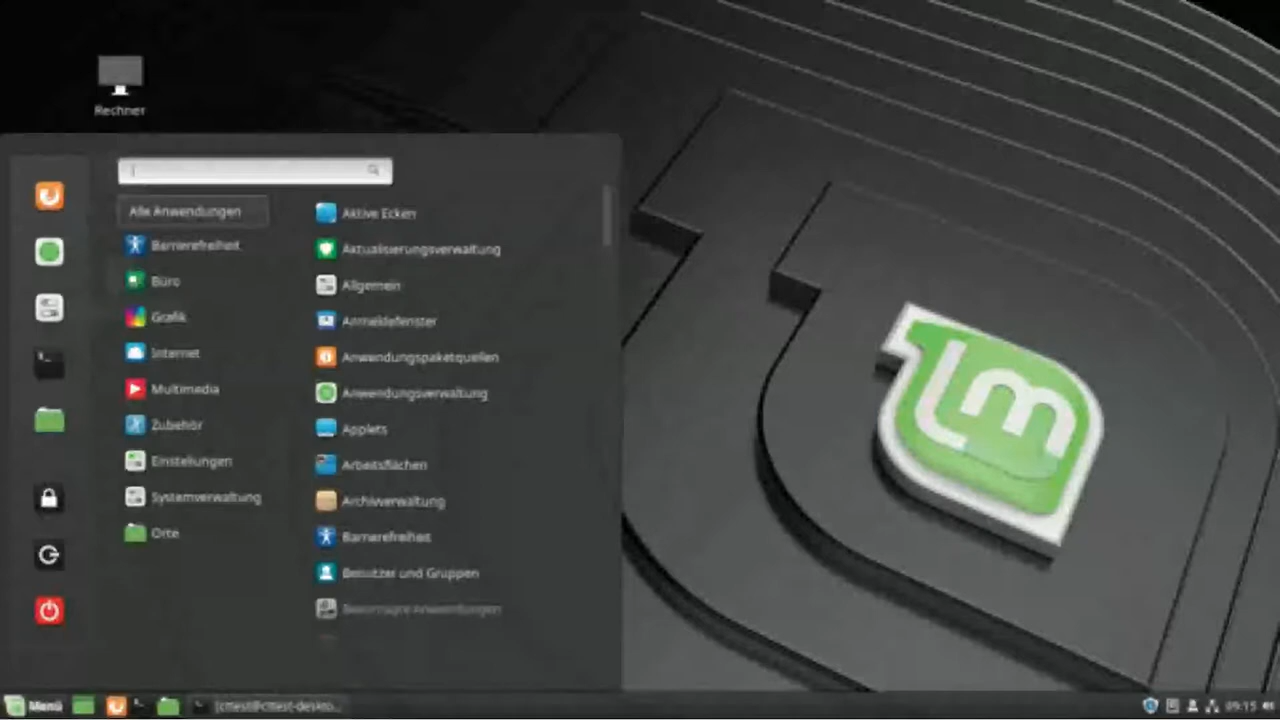 Rechner
Alle Anwendungen
Barrierefreiheit
Büro
Grafik
Internet
Multimedia
Zubehör
Einstellungen
Systemverwaltung
Orte
Aktive Ecken
Aktualisierungsverwaltung
Allgemein
Anmeldefenster
Anwendungspaketquellen
Anwendungsverwaltung
Applets
Arbeitsflächen
Archivverwaltung
Barrierefreiheit
Benutzer und Gruppen
Bevorzugte Anwendungen
lm
Menü
09:15